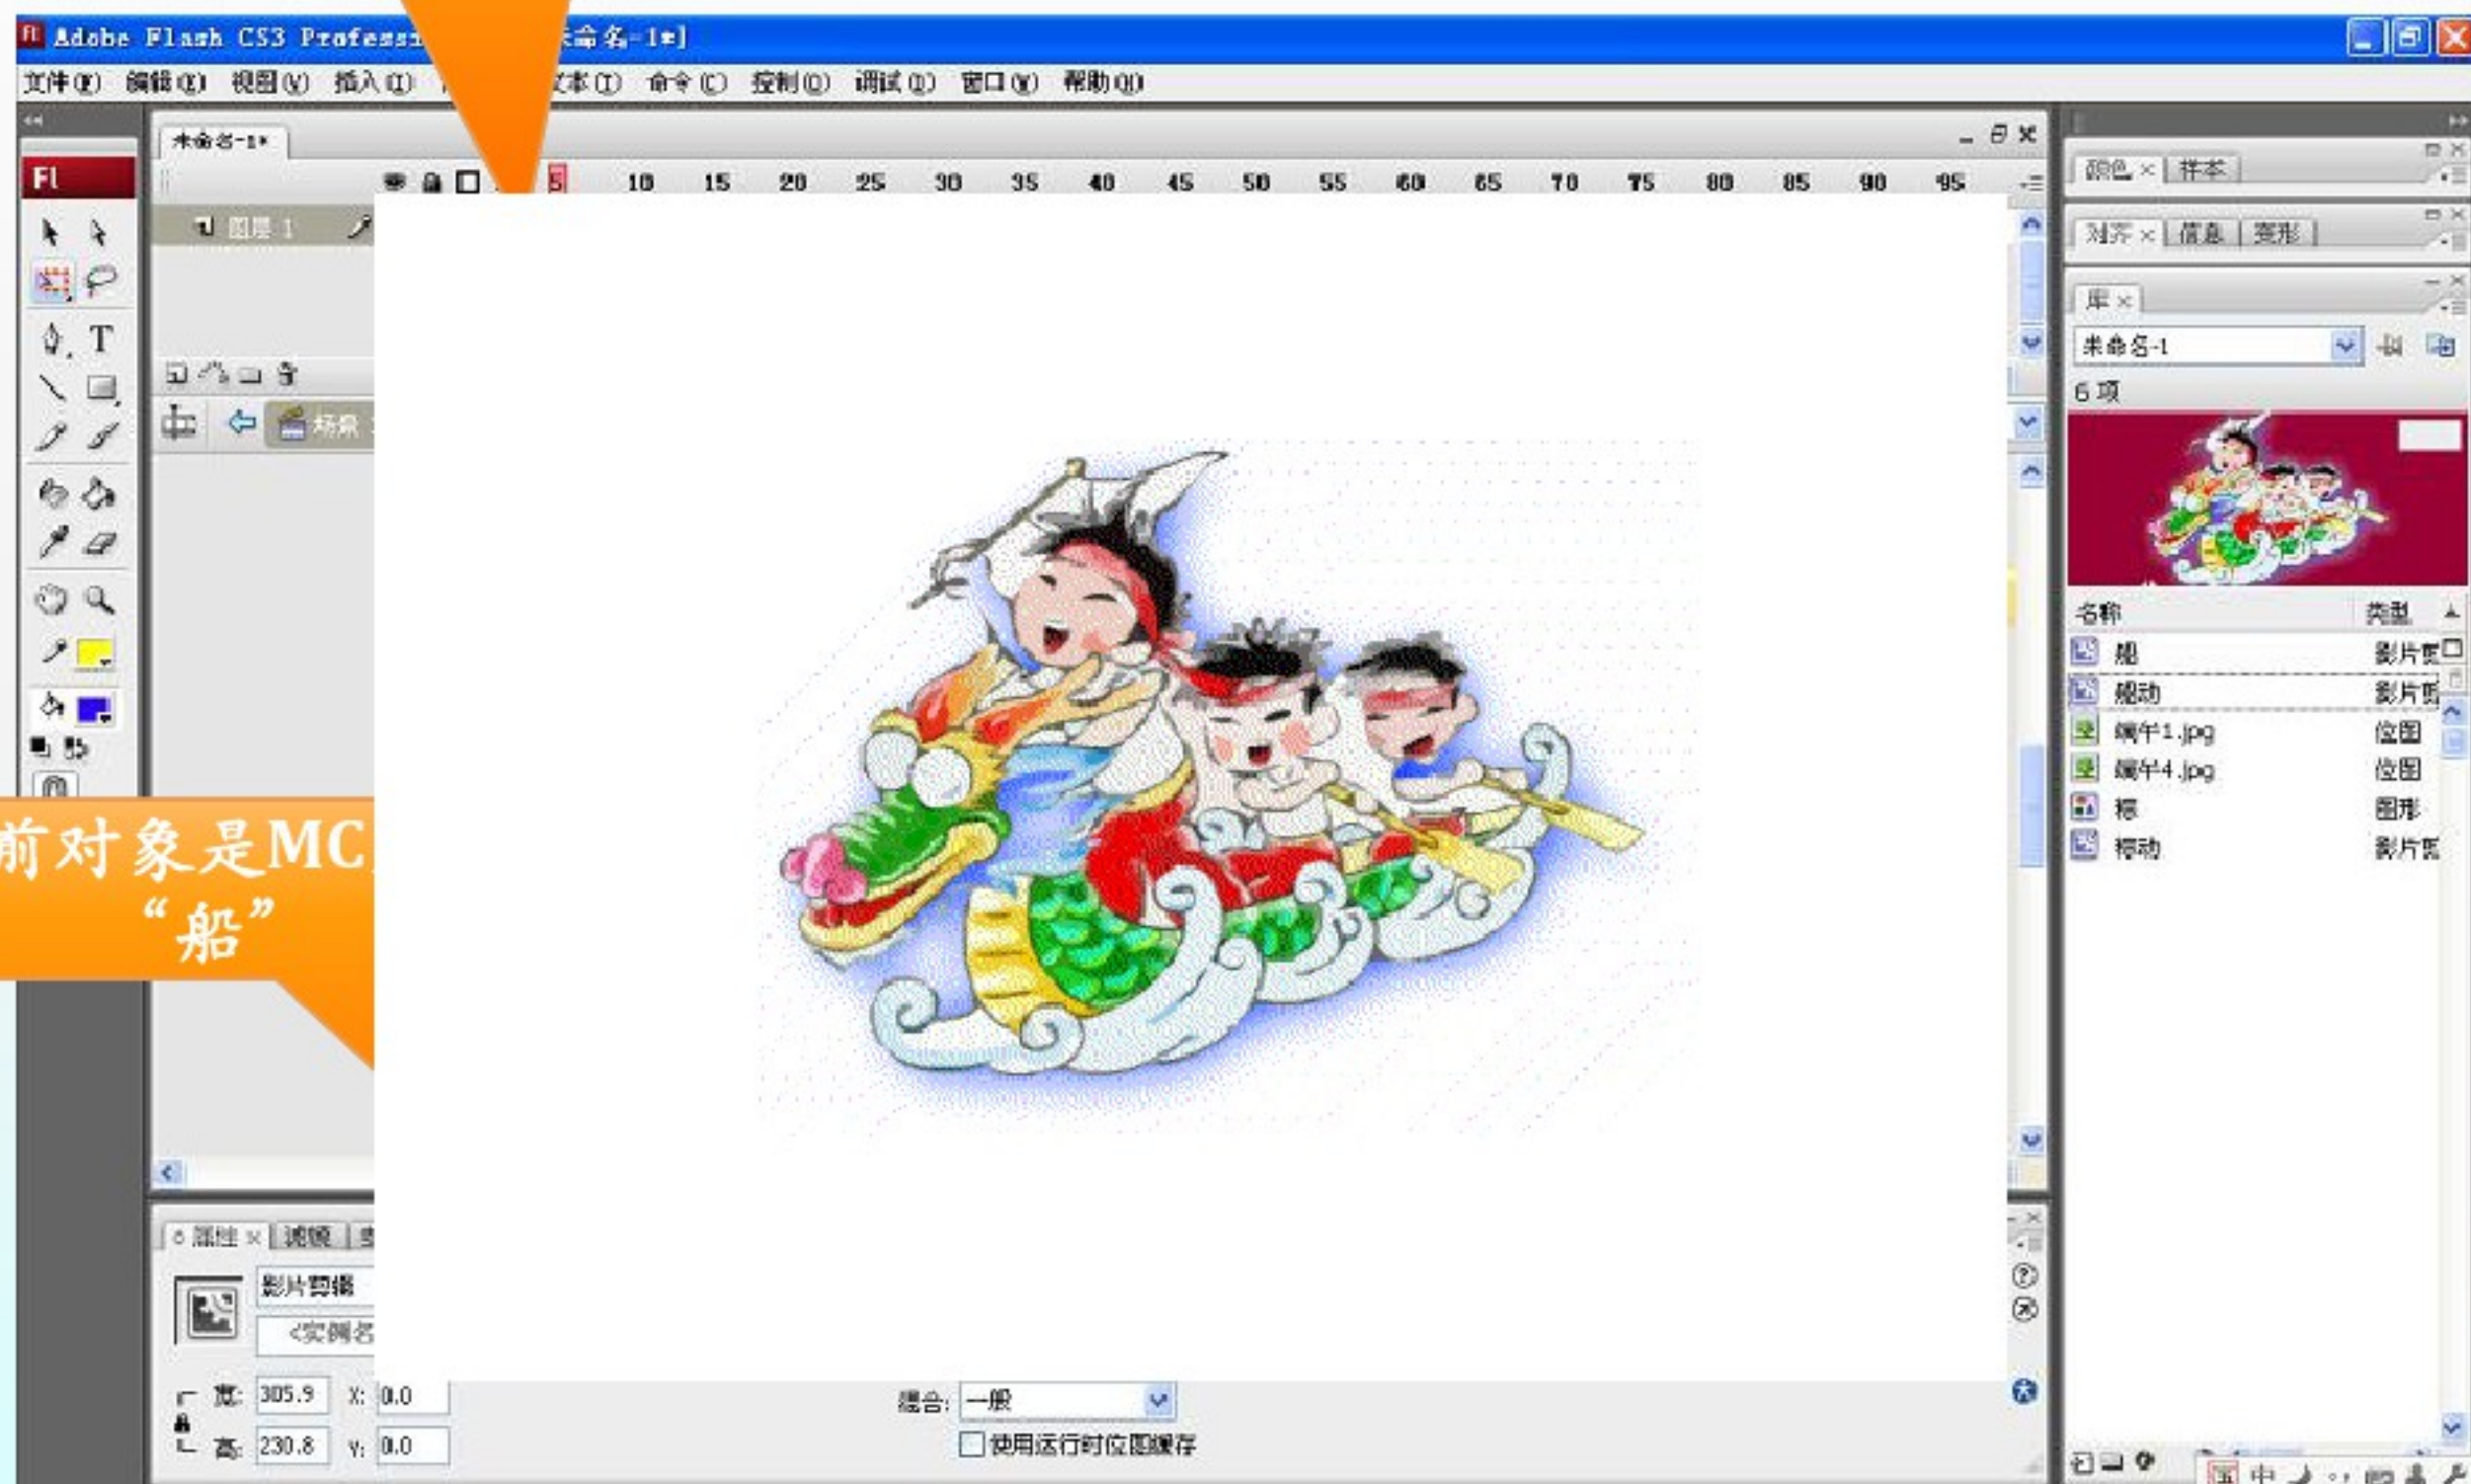 Adobe Flash CS3 Professi
未命名-1*]
文件(F) 编辑(E) 视图(V) 插入(I)
文本(T) 命令(C) 控制(O) 调试(D) 窗口(W) 帮助(H)
未命名-1*
5 10 15 20 25 30 35 40 45 50 55 60 65 70 75 80 85 90 95
Fl
图层 1
场景
前对象是MC
“船”
属性 滤镜
影片剪辑
<实例名
宽: 305.9 X: 0.0
高: 230.8 Y: 0.0
混合: 一般
使用运行时位图缓存
颜色 样本
对齐 信息 变形
库
未命名-1
6 项
名称 类型
船 影片剪
船动 影片剪
端午1.jpg 位图
端午4.jpg 位图
粽 图形
粽动 影片剪
中